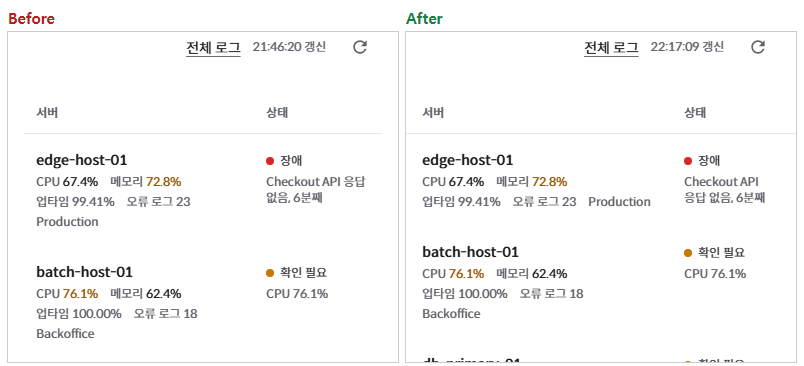 Before
전체 로그 21:46:20 갱신
서버 상태
edge-host-01 장애
CPU 67.4% 메모리 72.8% Checkout API 응답
업타임 99.41% 오류 로그 23 없음, 6분째
Production
batch-host-01 확인 필요
CPU 76.1% 메모리 62.4% CPU 76.1%
업타임 100.00% 오류 로그 18
Backoffice
After
전체 로그 22:17:09 갱신
서버 상태
edge-host-01 장애
CPU 67.4% 메모리 72.8% Checkout API
업타임 99.41% 오류 로그 23 Production 응답 없음, 6분째
batch-host-01 확인 필요
CPU 76.1% 메모리 62.4% CPU 76.1%
업타임 100.00% 오류 로그 18
Backoffice
db-primary-01 확인 필요